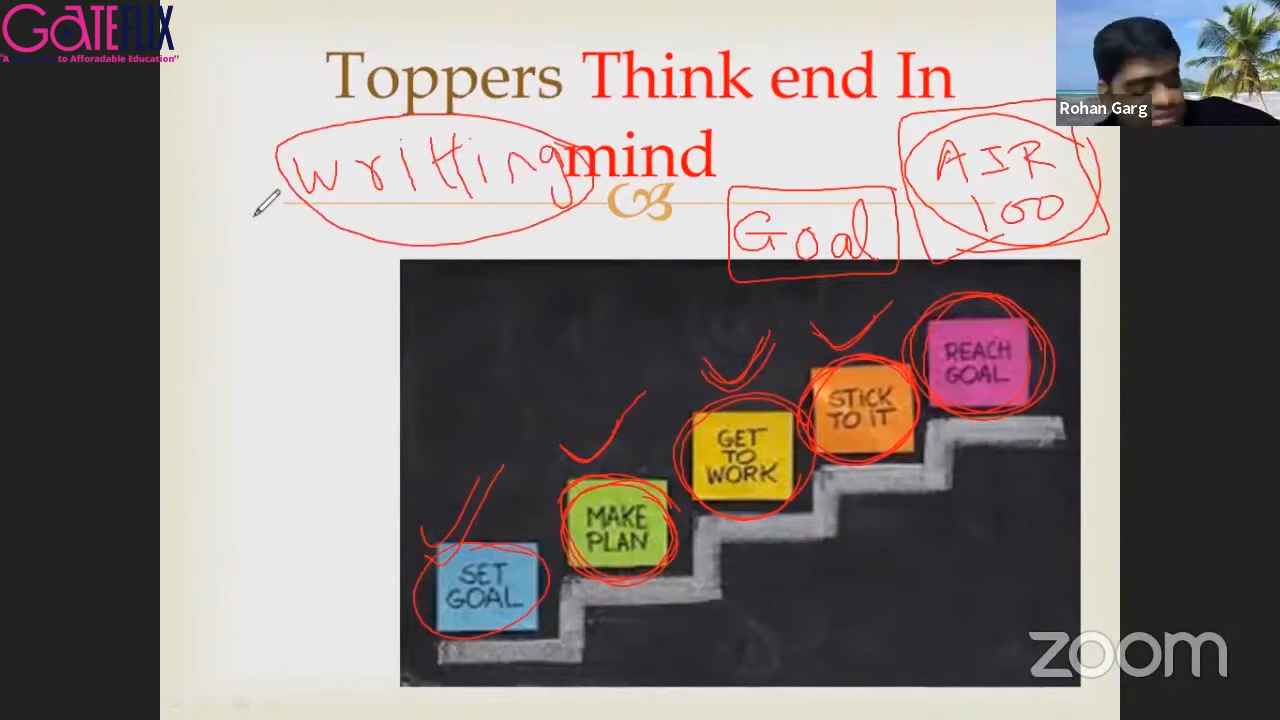 GATEFLIX
to Afforadable Education"
Rohan Garg
Toppers Think end In
mind
writting
AIR
100
Goal
REACH
GOAL
STICK
TO IT
GET
TO
WORK
MAKE
PLAN
SET
GOAL
zoom